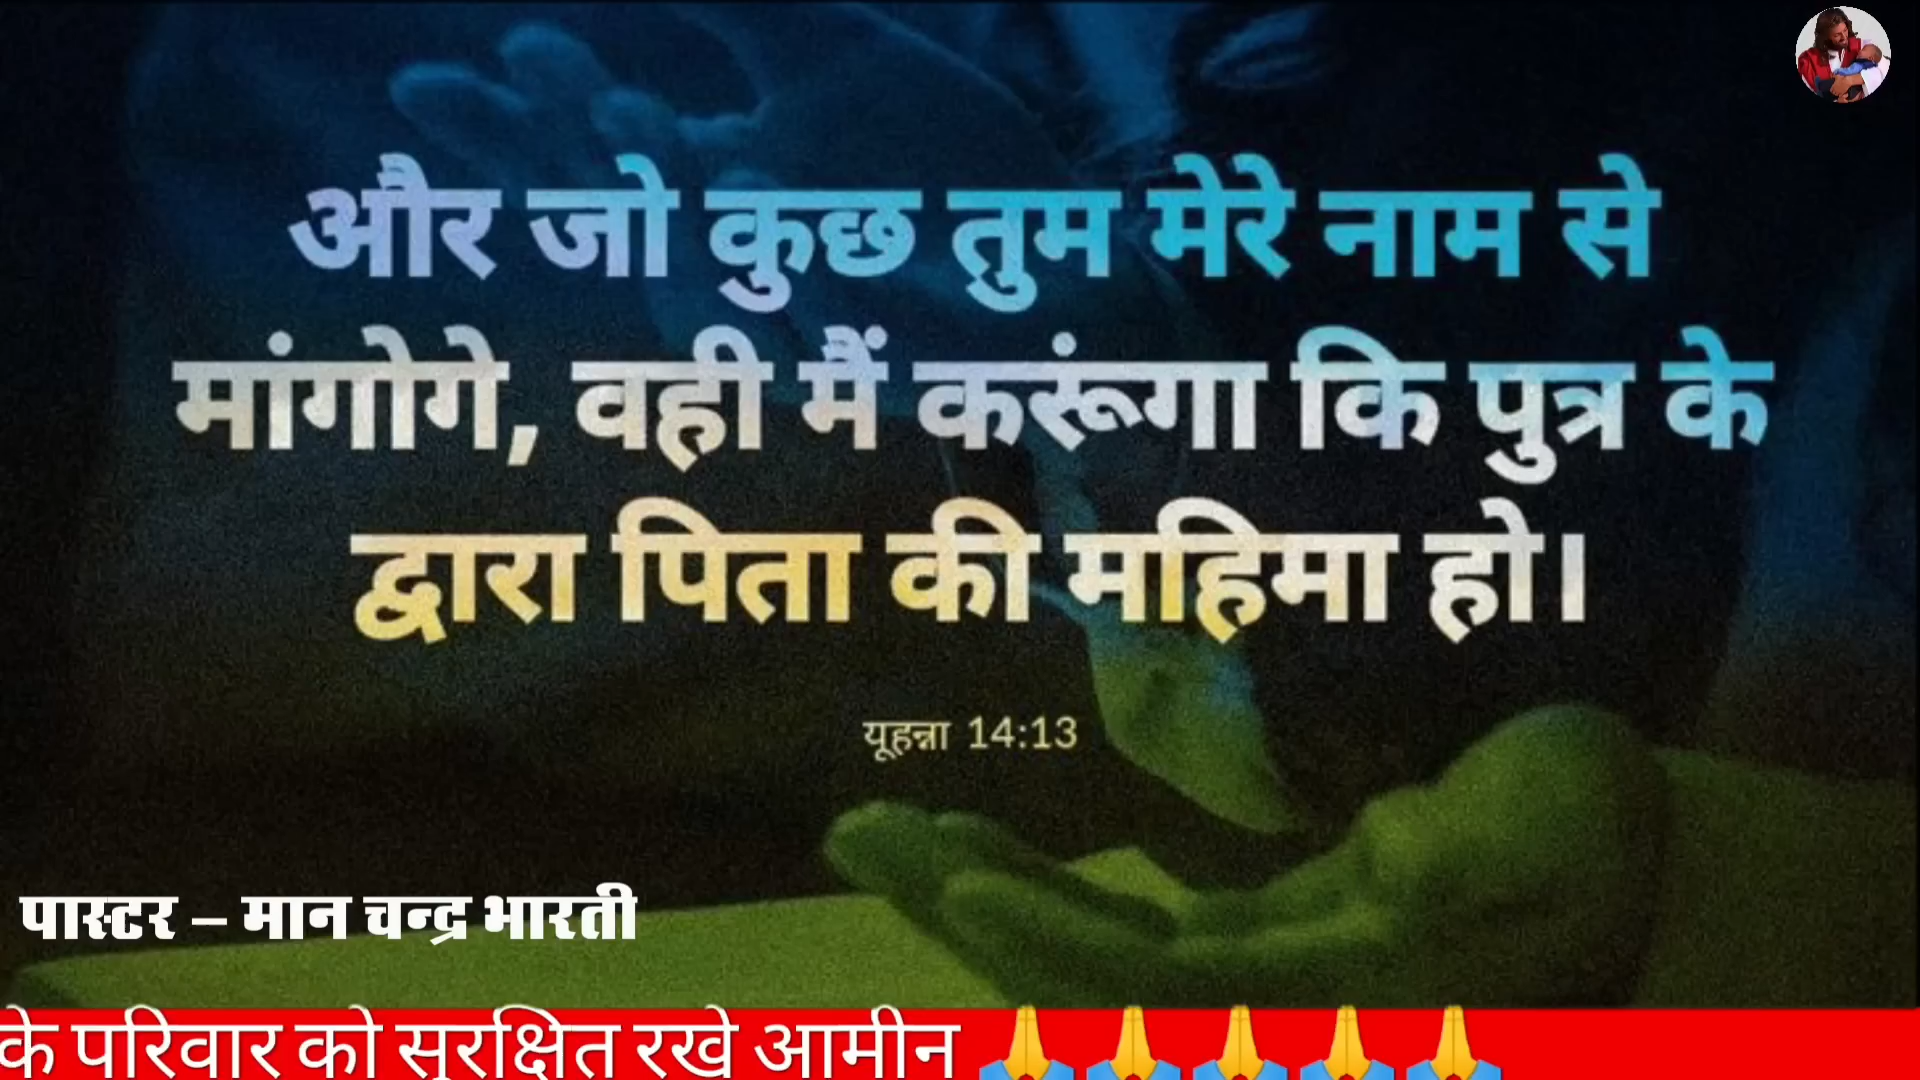 और जो कुछ तुम मेरे नाम से
मांगोगे, वही मैं करूंगा कि पुत्र के
द्वारा पिता की महिमा हो।
यूहन्ना 14:13
पास्टर – मान चन्द्र भारती
के परिवार को सुरक्षित रखे आमीन 🙏🙏🙏🙏🙏